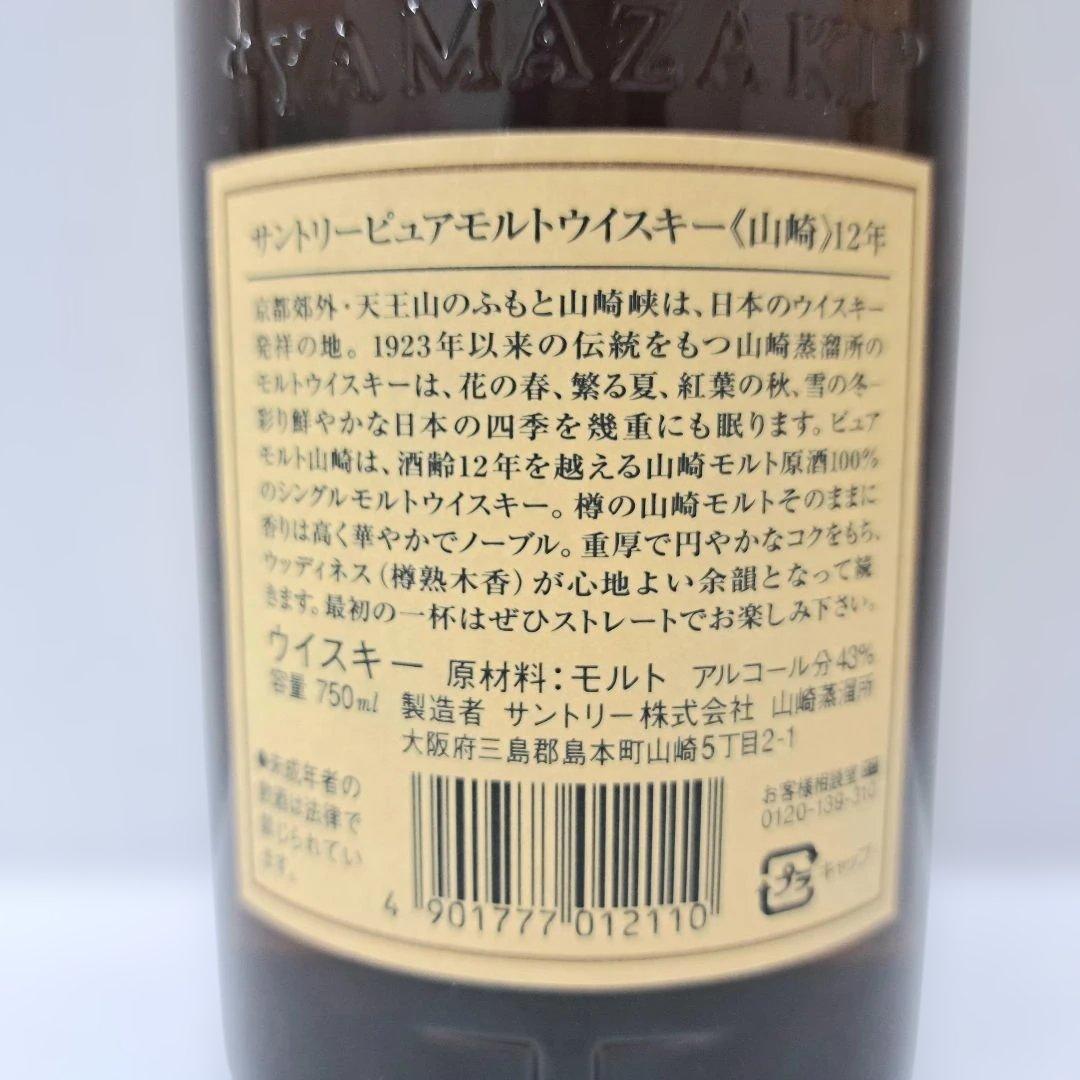 YAMAZAKI
サントリーピュアモルトウイスキー《山崎》12年
京都郊外・天王山のふもと山崎峡は、日本のウイスキー
発祥の地。1923年以来の伝統をもつ山崎蒸溜所の
モルトウイスキーは、花の春、繁る夏、紅葉の秋、雪の冬–
彩り鮮やかな日本の四季を幾重にも眠ります。ピュア
モルト山崎は、酒齢12年を越える山崎モルト原酒100%
のシングルモルトウイスキー。樽の山崎モルトそのままに
香りは高く華やかでノーブル。重厚で円やかなコクをもち、
ウッディネス(樽熟木香)が心地よい余韻となって続
きます。最初の一杯はぜひストレートでお楽しみ下さい。
ウイスキー 原材料：モルト アルコール分43%
容量 750ml 製造者 サントリー株式会社 山崎蒸溜所
大阪府三島郡島本町山崎5丁目2-1
●未成年者の
飲酒は法律で
禁じられてい
ます。
お客様相談室
0120-139-310
プラ キャップ
4 901777 012110